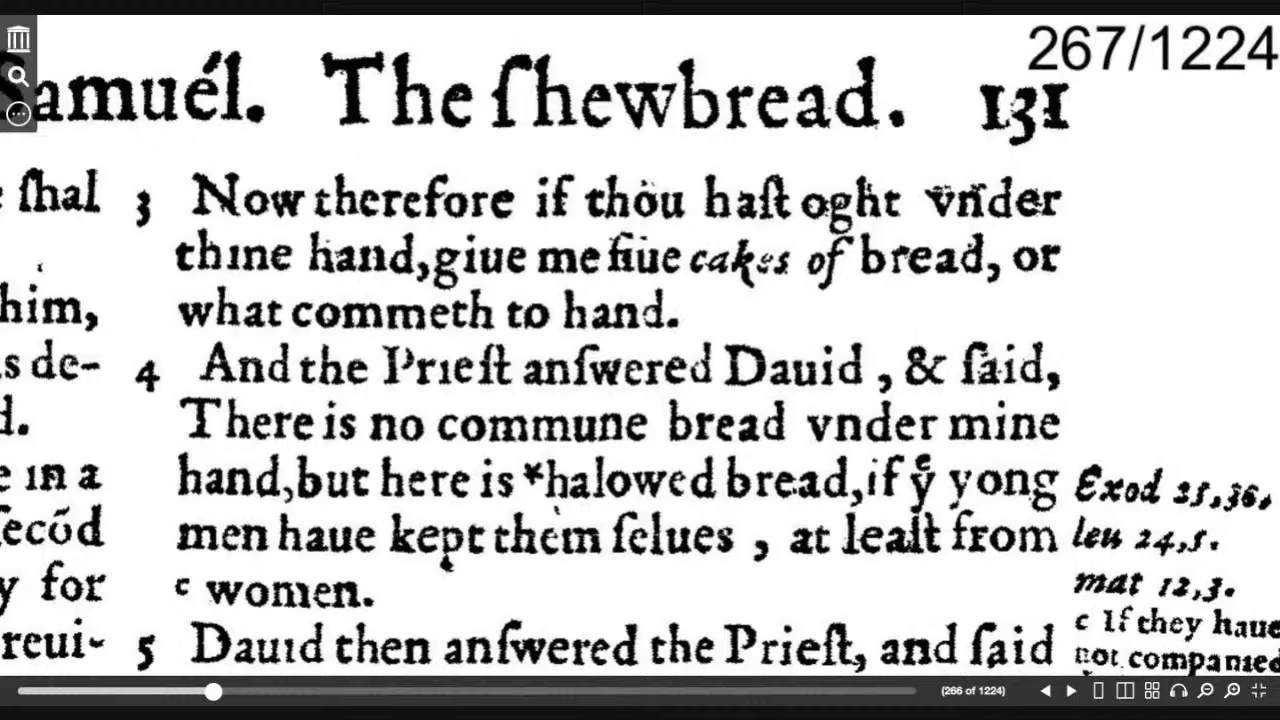 267/1224
Samuél. The ſhewbread. 131
ſhal
him,
s de-
d.
e in a
ſecõd
y for
reui-
3 Now therefore if thou haſt oght vnder
thine hand, giue me fiue cakes of bread, or
what commeth to hand.
4 And the Prieſt anſwered Dauid, & ſaid,
There is no commune bread vnder mine
hand, but here is *halowed bread, if yͤ yong
men haue kept them ſelues, at leaſt from
c women.
5 Dauid then anſwered the Prieſt, and ſaid
Exod 25,36,
leu 24,5.
mat 12,3.
c If they haue
not companied
(266 of 1224)